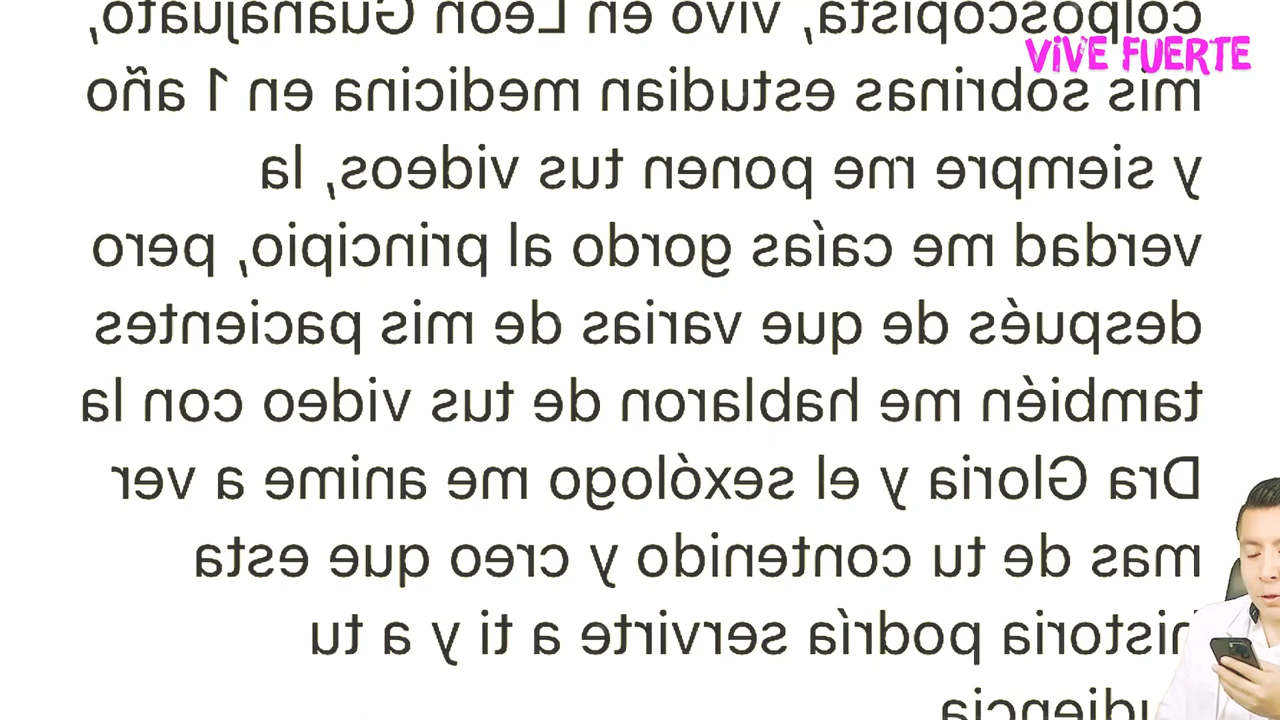 colposcopista, vivo en León Guanajuato,
VIVE FUERTE
mis sobrinas estudian medicina en 1 año
y siempre me ponen tus videos, la
verdad me caías gordo al principio, pero
después de que varias de mis pacientes
también me hablaron de tus video con la
Dra Gloria y el sexólogo me anime a ver
mas de tu contenido y creo que esta
historia podría servirte a ti y a tu
audiencia